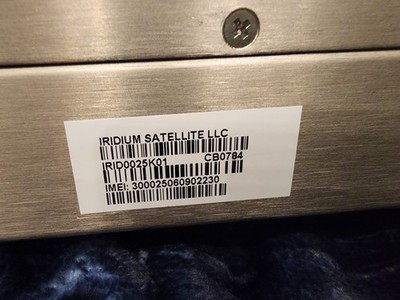 IRIDIUM SATELLITE LLC
IRID0025K01 CB0784
IMEI: 300025060902230